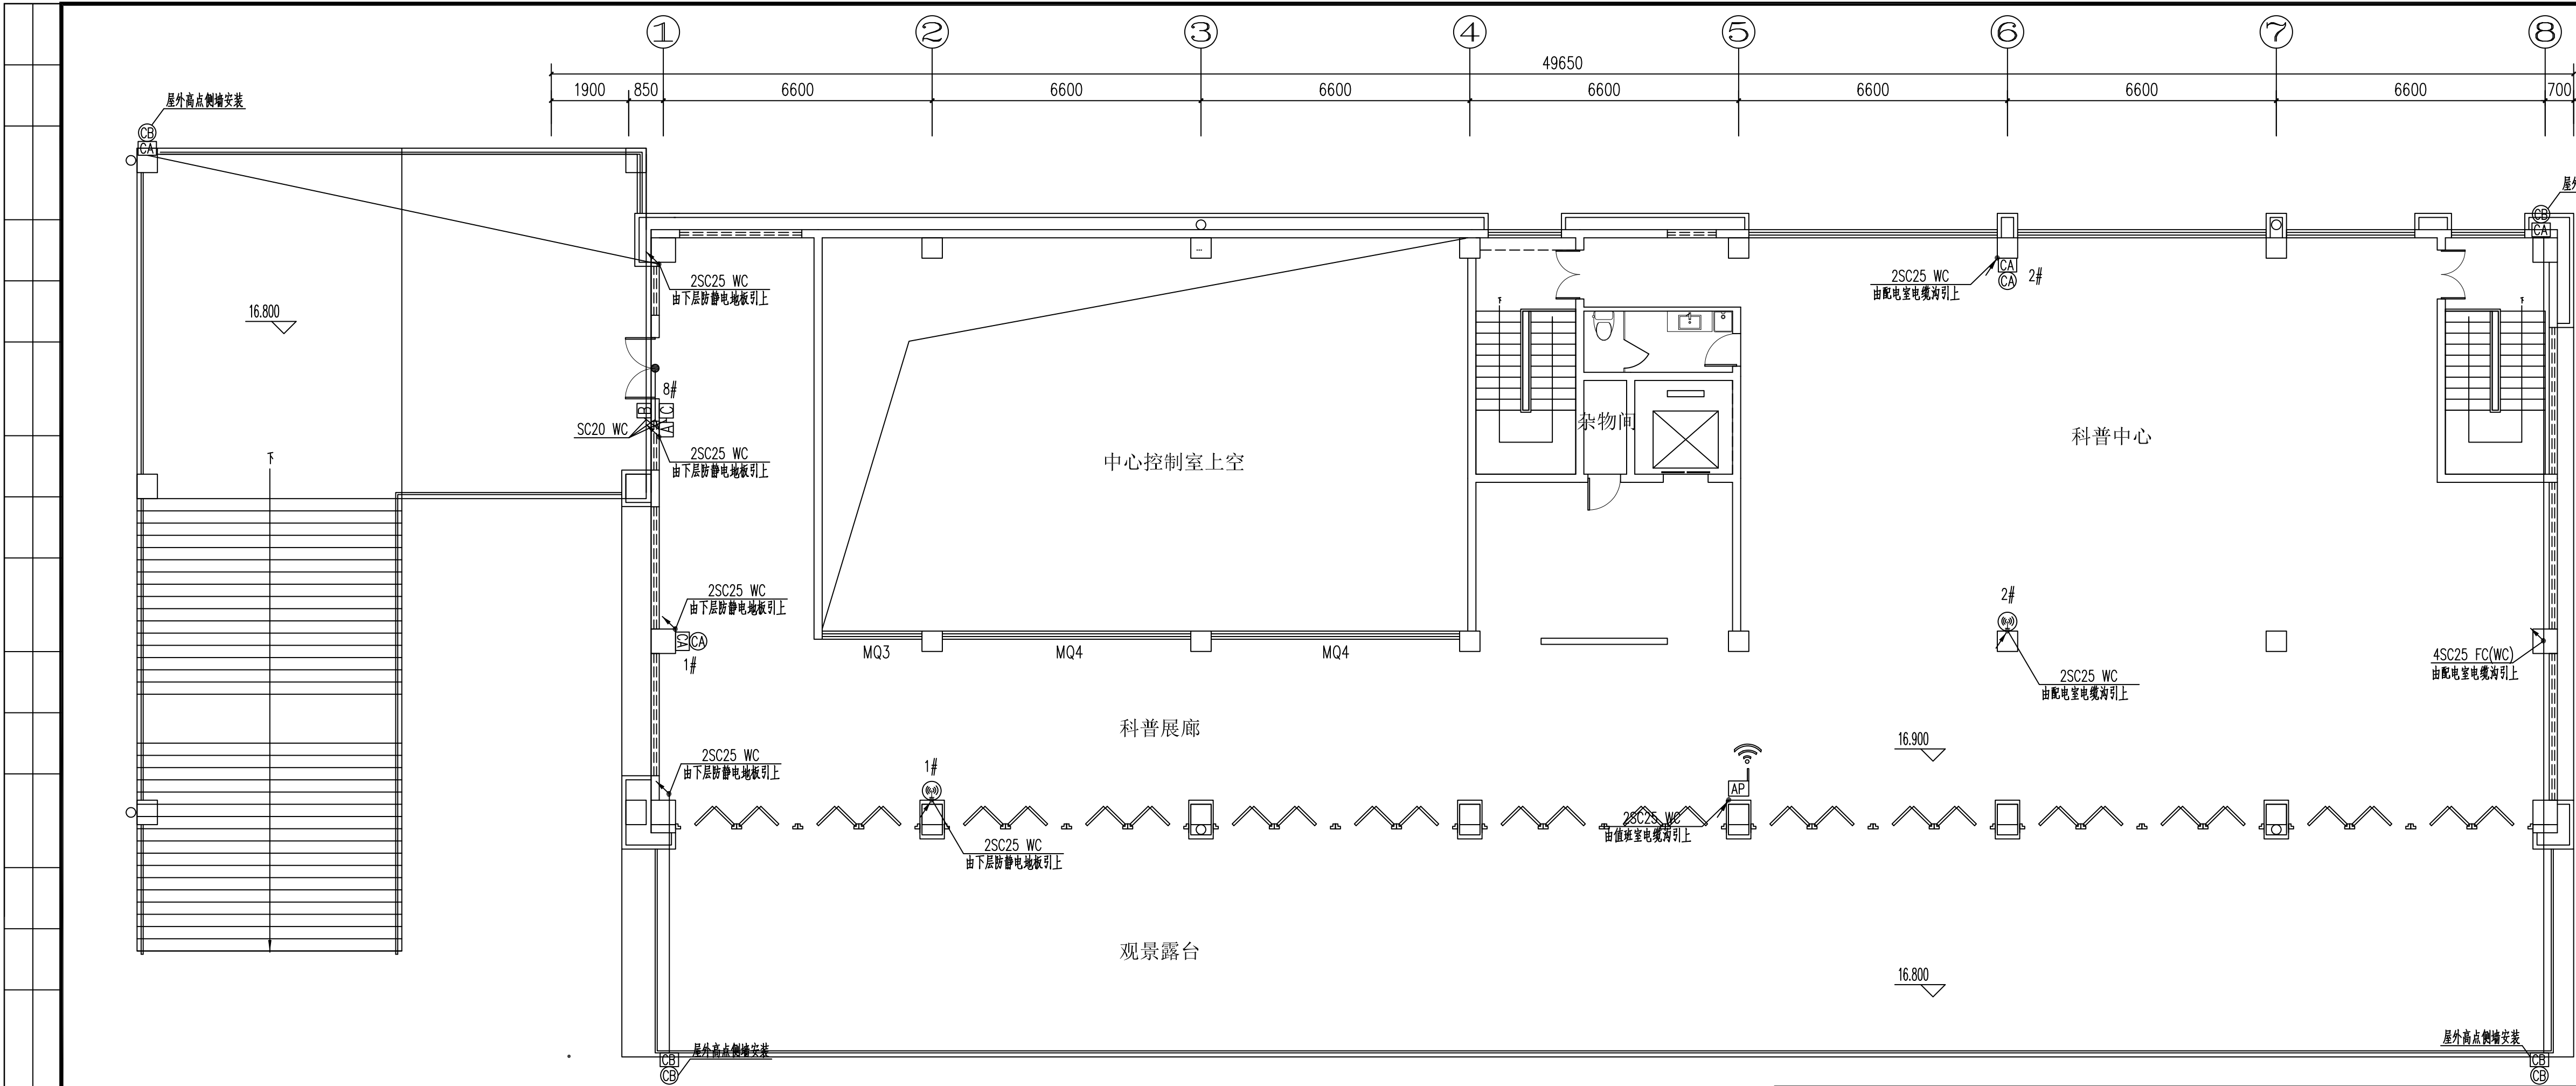 ① ② ③ ④ ⑤ ⑥ ⑦ ⑧
49650
1900 850 6600 6600 6600 6600 6600 6600 6600 700
屋外高点侧墙安装
CB
CA
屋外
CB
CA
2SC25 WC
由下层防静电地板引上
2SC25 WC
由配电室电缆沟引上
CA
CA
2#
16.800
下
下
8#
B
C
A
SC20 WC
2SC25 WC
由下层防静电地板引上
杂物间
科普中心
中心控制室上空
下
2SC25 WC
由下层防静电地板引上
CA
CA
1#
2#
MQ3 MQ4 MQ4
4SC25 FC(WC)
由配电室电缆沟引上
2SC25 WC
由配电室电缆沟引上
科普展廊
16.900
2SC25 WC
由下层防静电地板引上
1#
AP
2SC25 WC
由值班室电缆沟引上
2SC25 WC
由下层防静电地板引上
观景露台
16.800
屋外高点侧墙安装
CB
CB
屋外高点侧墙安装
CB
CB